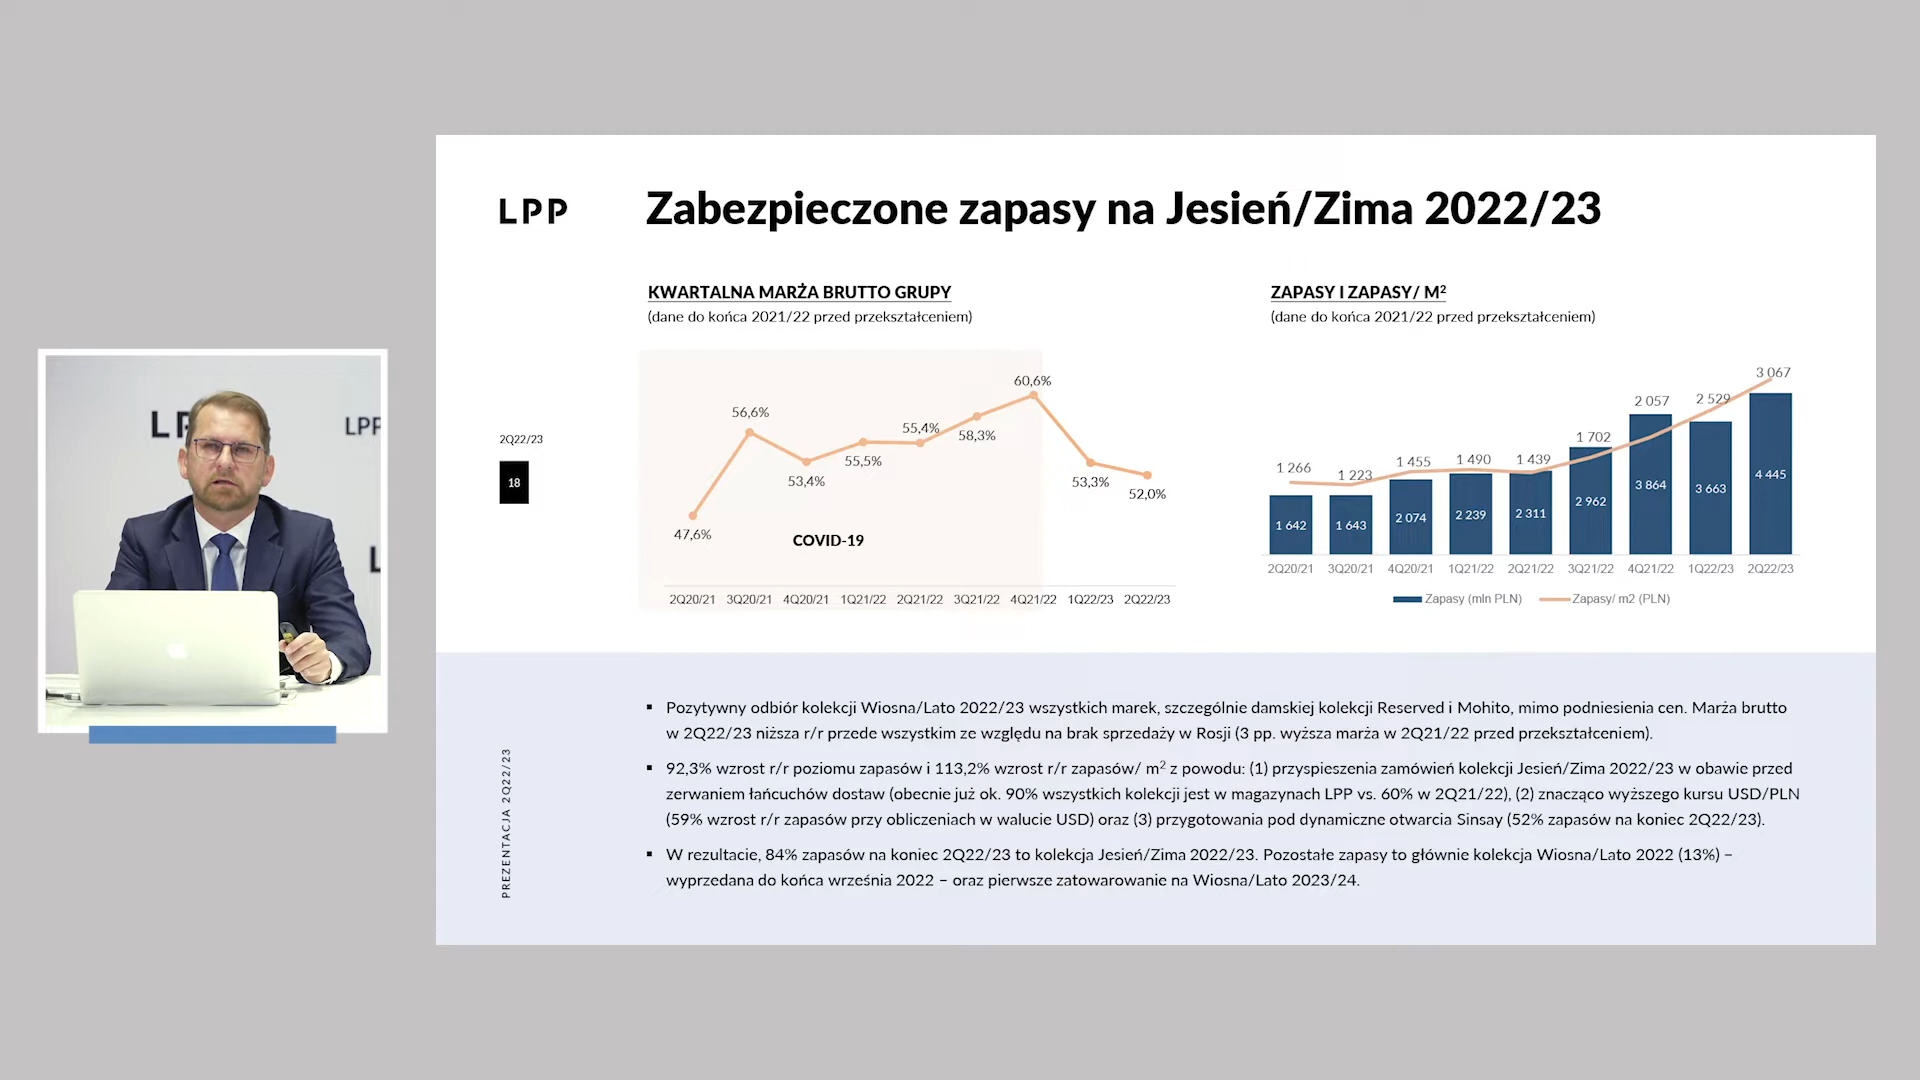 LPP
Zabezpieczone zapasy na Jesień/Zima 2022/23
KWARTALNA MARŻA BRUTTO GRUPY
(dane do końca 2021/22 przed przekształceniem)
47,6%
56,6%
53,4%
55,5%
55,4%
58,3%
60,6%
53,3%
52,0%
COVID-19
2Q20/21 3Q20/21 4Q20/21 1Q21/22 2Q21/22 3Q21/22 4Q21/22 1Q22/23 2Q22/23
ZAPASY I ZAPASY/ M²
(dane do końca 2021/22 przed przekształceniem)
1 266 1 223 1 455 1 490 1 439 1 702 2 057 2 529 3 067
1 642 1 643 2 074 2 239 2 311 2 962 3 864 3 663 4 445
2Q20/21 3Q20/21 4Q20/21 1Q21/22 2Q21/22 3Q21/22 4Q21/22 1Q22/23 2Q22/23
Zapasy (mln PLN) Zapasy/ m2 (PLN)
2Q22/23
18
LPP
PREZENTACJA 2Q22/23
▪ Pozytywny odbiór kolekcji Wiosna/Lato 2022/23 wszystkich marek, szczególnie damskiej kolekcji Reserved i Mohito, mimo podniesienia cen. Marża brutto
w 2Q22/23 niższa r/r przede wszystkim ze względu na brak sprzedaży w Rosji (3 pp. wyższa marża w 2Q21/22 przed przekształceniem).
▪ 92,3% wzrost r/r poziomu zapasów i 113,2% wzrost r/r zapasów/ m² z powodu: (1) przyspieszenia zamówień kolekcji Jesień/Zima 2022/23 w obawie przed
zerwaniem łańcuchów dostaw (obecnie już ok. 90% wszystkich kolekcji jest w magazynach LPP vs. 60% w 2Q21/22), (2) znacząco wyższego kursu USD/PLN
(59% wzrost r/r zapasów przy obliczeniach w walucie USD) oraz (3) przygotowania pod dynamiczne otwarcia Sinsay (52% zapasów na koniec 2Q22/23).
▪ W rezultacie, 84% zapasów na koniec 2Q22/23 to kolekcja Jesień/Zima 2022/23. Pozostałe zapasy to głównie kolekcja Wiosna/Lato 2022 (13%) –
wyprzedana do końca września 2022 – oraz pierwsze zatowarowanie na Wiosna/Lato 2023/24.